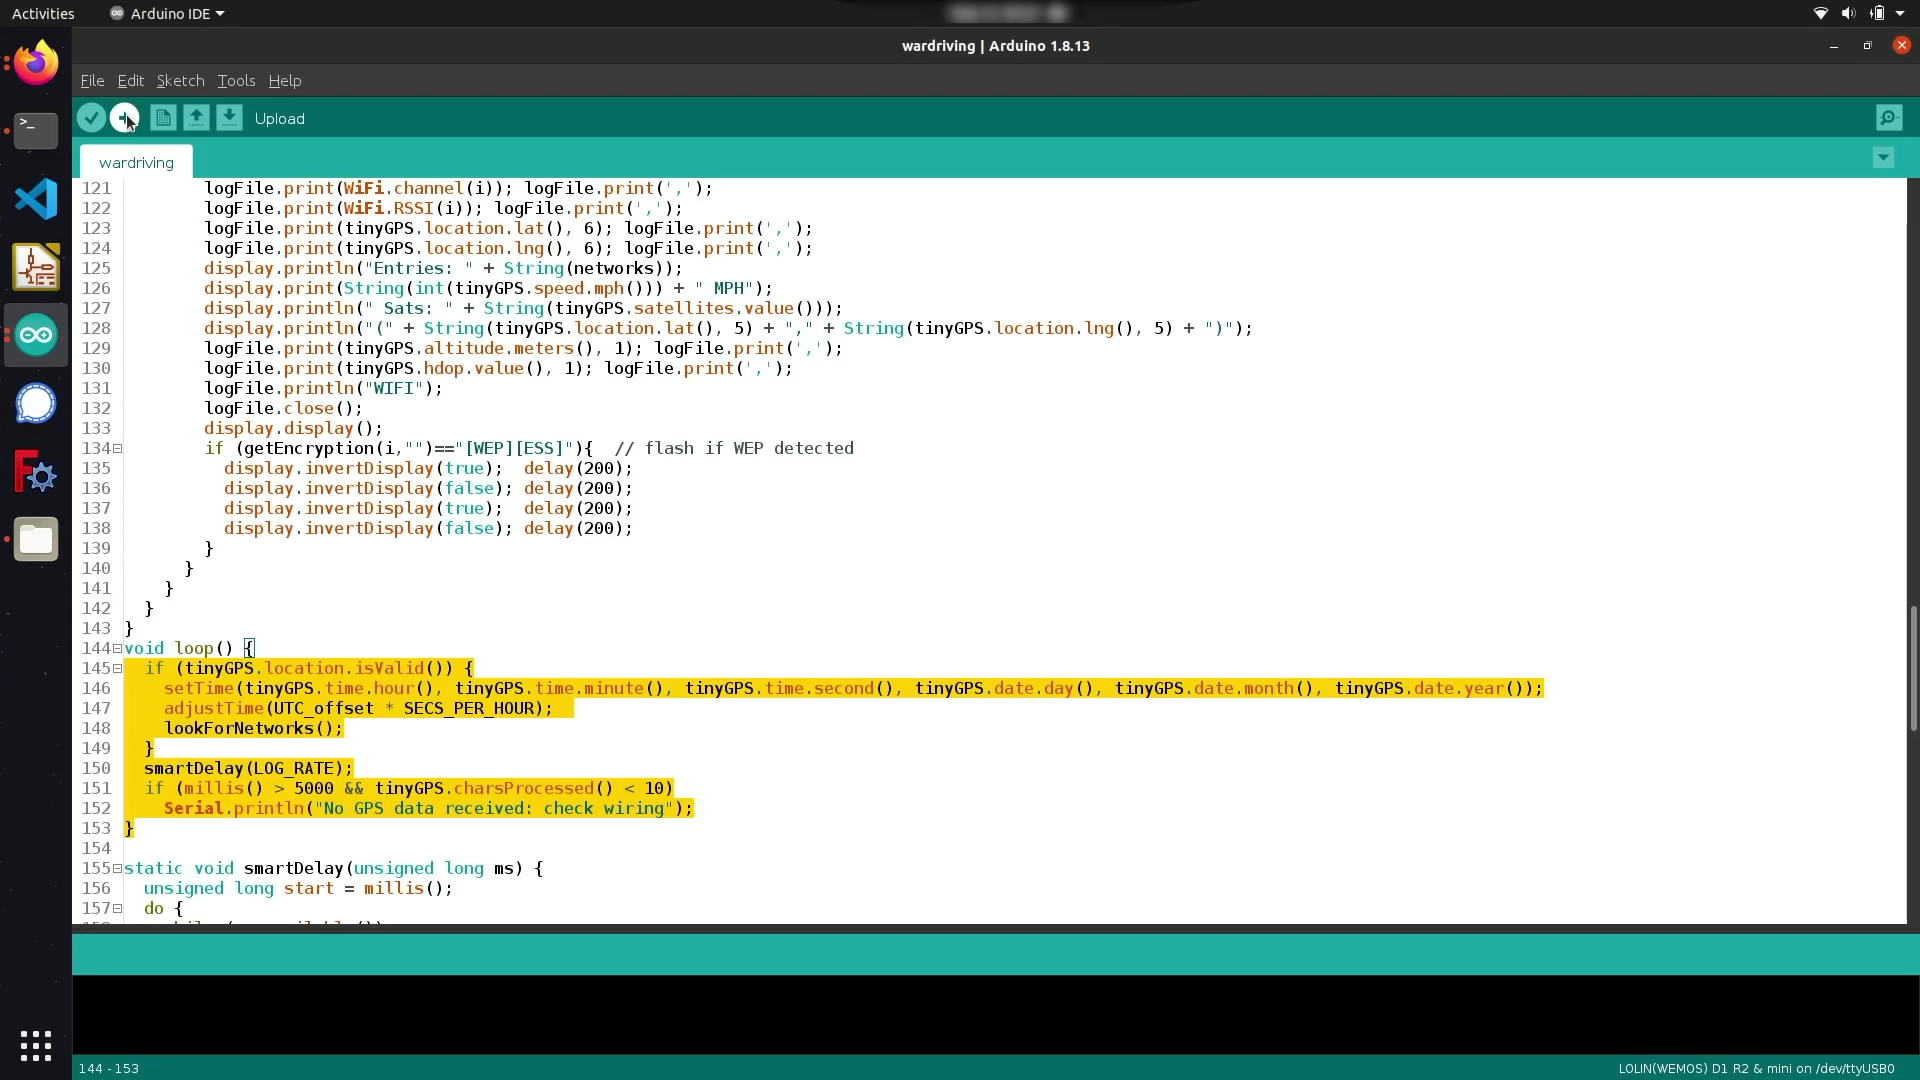 Activities Arduino IDE
wardriving | Arduino 1.8.13
File Edit Sketch Tools Help
Upload
wardriving
121 logFile.print(WiFi.channel(i)); logFile.print(',');
122 logFile.print(WiFi.RSSI(i)); logFile.print(',');
123 logFile.print(tinyGPS.location.lat(), 6); logFile.print(',');
124 logFile.print(tinyGPS.location.lng(), 6); logFile.print(',');
125 display.println("Entries: " + String(networks));
126 display.print(String(int(tinyGPS.speed.mph())) + " MPH");
127 display.println(" Sats: " + String(tinyGPS.satellites.value()));
128 display.println("(" + String(tinyGPS.location.lat(), 5) + "," + String(tinyGPS.location.lng(), 5) + ")");
129 logFile.print(tinyGPS.altitude.meters(), 1); logFile.print(',');
130 logFile.print(tinyGPS.hdop.value(), 1); logFile.print(',');
131 logFile.println("WIFI");
132 logFile.close();
133 display.display();
134 if (getEncryption(i,"")=="[WEP][ESS]"){ // flash if WEP detected
135 display.invertDisplay(true); delay(200);
136 display.invertDisplay(false); delay(200);
137 display.invertDisplay(true); delay(200);
138 display.invertDisplay(false); delay(200);
139 }
140 }
141 }
142 }
143 }
144 void loop() {
145 if (tinyGPS.location.isValid()) {
146 setTime(tinyGPS.time.hour(), tinyGPS.time.minute(), tinyGPS.time.second(), tinyGPS.date.day(), tinyGPS.date.month(), tinyGPS.date.year());
147 adjustTime(UTC_offset * SECS_PER_HOUR);
148 lookForNetworks();
149 }
150 smartDelay(LOG_RATE);
151 if (millis() > 5000 && tinyGPS.charsProcessed() < 10)
152 Serial.println("No GPS data received: check wiring");
153 }
154
155 static void smartDelay(unsigned long ms) {
156 unsigned long start = millis();
157 do {
144 - 153 LOLIN(WEMOS) D1 R2 & mini on /dev/ttyUSB0